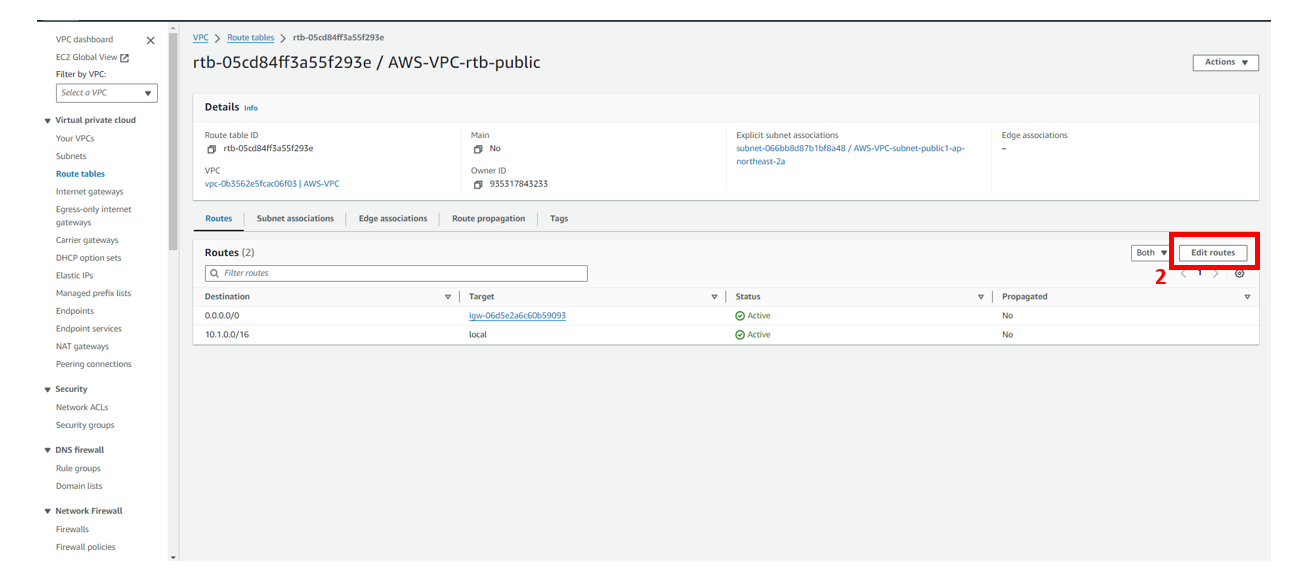 VPC dashboard
EC2 Global View
Filter by VPC:
Select a VPC
Virtual private cloud
Your VPCs
Subnets
Route tables
Internet gateways
Egress-only internet
gateways
Carrier gateways
DHCP option sets
Elastic IPs
Managed prefix lists
Endpoints
Endpoint services
NAT gateways
Peering connections
Security
Network ACLs
Security groups
DNS firewall
Rule groups
Domain lists
Network Firewall
Firewalls
Firewall policies
VPC > Route tables > rtb-05cd84ff3a55f293e
rtb-05cd84ff3a55f293e / AWS-VPC-rtb-public
Actions
Details Info
Route table ID
rtb-05cd84ff3a55f293e
VPC
vpc-0b3562e5fcac06f03 | AWS-VPC
Main
No
Owner ID
935317843233
Explicit subnet associations
subnet-066bb8d87b1bf8a48 / AWS-VPC-subnet-public1-ap-
northeast-2a
Edge associations
–
Routes Subnet associations Edge associations Route propagation Tags
Routes (2)
Both Edit routes
Filter routes
2 < 1 >
Destination Target Status Propagated
0.0.0.0/0 igw-06d5e2a6c60b59093 Active No
10.1.0.0/16 local Active No